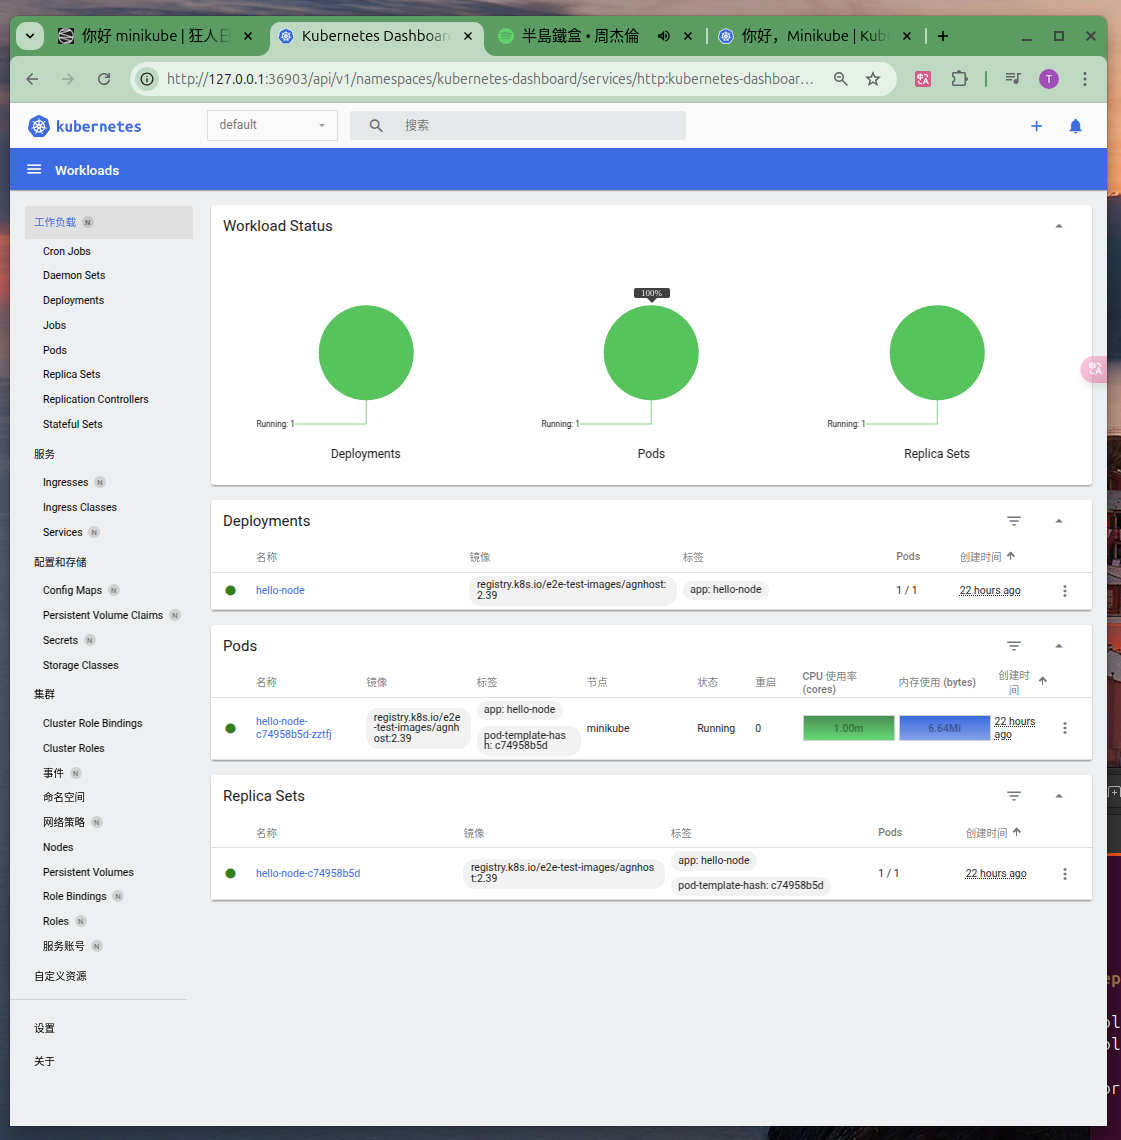 你好 minikube | 狂人日
Kubernetes Dashboar
半島鐵盒 • 周杰倫
你好，Minikube | Kub
http://127.0.0.1:36903/api/v1/namespaces/kubernetes-dashboard/services/http:kubernetes-dashboar...
T
kubernetes
default
搜索
Workloads
工作负载 N
Cron Jobs
Daemon Sets
Deployments
Jobs
Pods
Replica Sets
Replication Controllers
Stateful Sets
服务
Ingresses N
Ingress Classes
Services N
配置和存储
Config Maps N
Persistent Volume Claims N
Secrets N
Storage Classes
集群
Cluster Role Bindings
Cluster Roles
事件 N
命名空间
网络策略 N
Nodes
Persistent Volumes
Role Bindings N
Roles N
服务账号 N
自定义资源
设置
关于
Workload Status
100%
Running: 1
Running: 1
Running: 1
Deployments
Pods
Replica Sets
Deployments
名称 镜像 标签 Pods 创建时间
hello-node
registry.k8s.io/e2e-test-images/agnhost:
2.39
app: hello-node
1 / 1
22 hours ago
Pods
名称 镜像 标签 节点 状态 重启
CPU 使用率
(cores)
内存使用 (bytes)
创建时
间
hello-node-
c74958b5d-zztfj
registry.k8s.io/e2e
-test-images/agnh
ost:2.39
app: hello-node
pod-template-has
h: c74958b5d
minikube
Running
0
1.00m
6.64Mi
22 hours
ago
Replica Sets
名称 镜像 标签 Pods 创建时间
hello-node-c74958b5d
registry.k8s.io/e2e-test-images/agnhos
t:2.39
app: hello-node
pod-template-hash: c74958b5d
1 / 1
22 hours ago